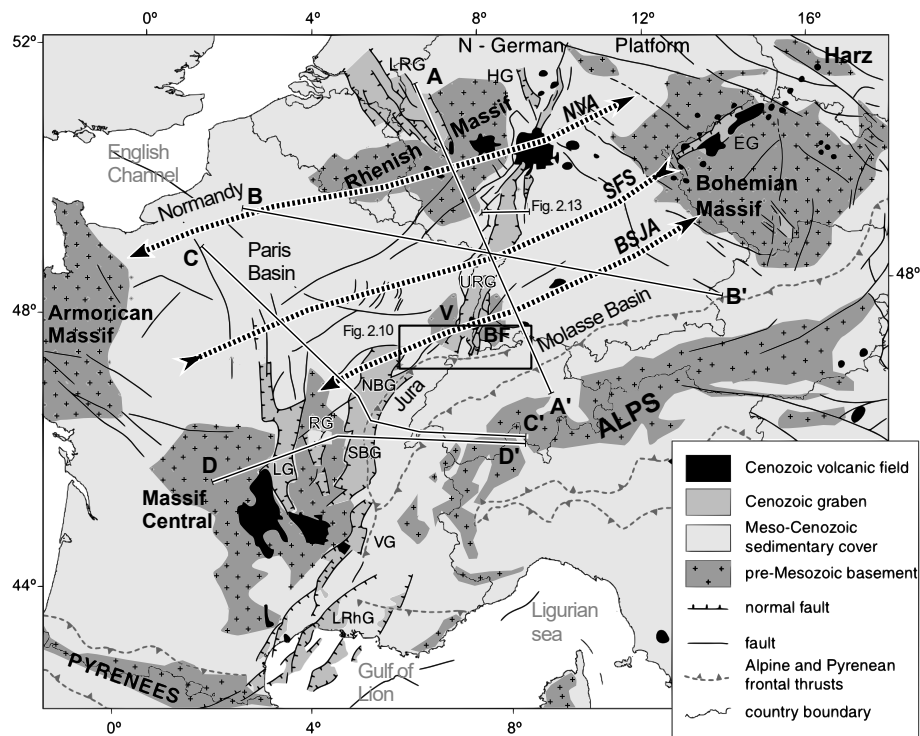 0º 4º 8º 12º 16º
52º
N - German Platform
Harz
LRG
A
HG
Massif
NVA
EG
English
Channel
Rhenish
SFS
Bohemian
Massif
Normandy
B
Fig. 2.13
BSJA
C
Paris
Basin
48º
URG
B'
48º
Armorican
Massif
Fig. 2.10
V
BF
Molasse Basin
NBG
Jura
A'
ALPS
RG
C'
SBG
D'
D
LG
Massif
Central
VG
44º
LRhG
Ligurian
sea
PYRENEES
Gulf of
Lion
0º 4º 8º
Cenozoic volcanic field
Cenozoic graben
Meso-Cenozoic
sedimentary cover
pre-Mesozoic basement
normal fault
fault
Alpine and Pyrenean
frontal thrusts
country boundary